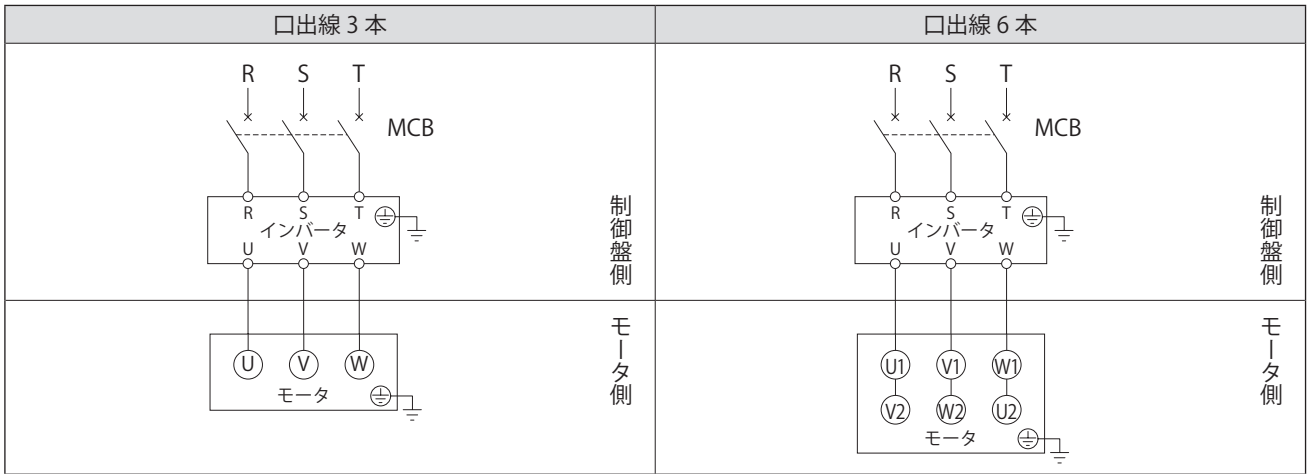 口出線 3 本
口出線 6 本
R S T
MCB
R S T
インバータ
U V W
制御盤側
U V W
モータ
モータ側
R S T
MCB
R S T
インバータ
U V W
制御盤側
U1 V1 W1
V2 W2 U2
モータ
モータ側